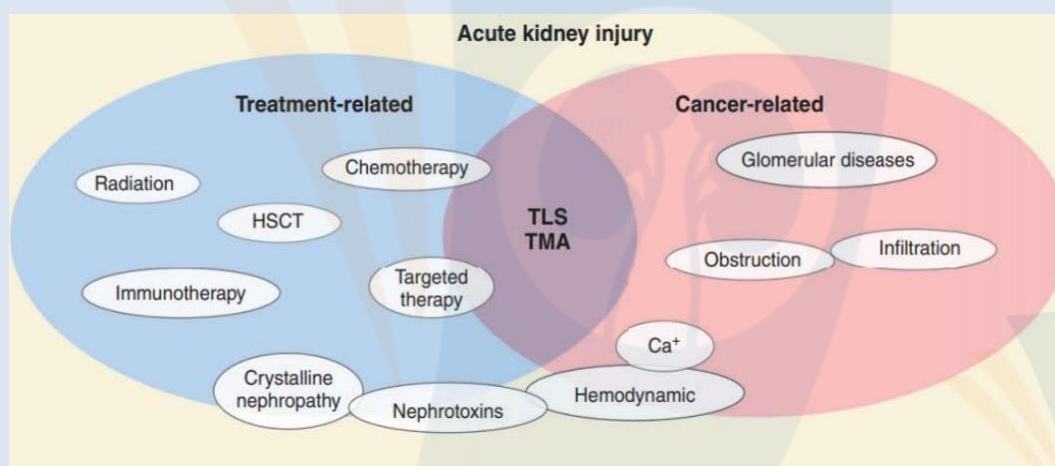 Acute kidney injury
Treatment-related
Cancer-related
Chemotherapy
Glomerular diseases
Radiation
HSCT
TLS
TMA
Infiltration
Obstruction
Targeted
therapy
Immunotherapy
Ca⁺
Crystalline
nephropathy
Hemodynamic
Nephrotoxins